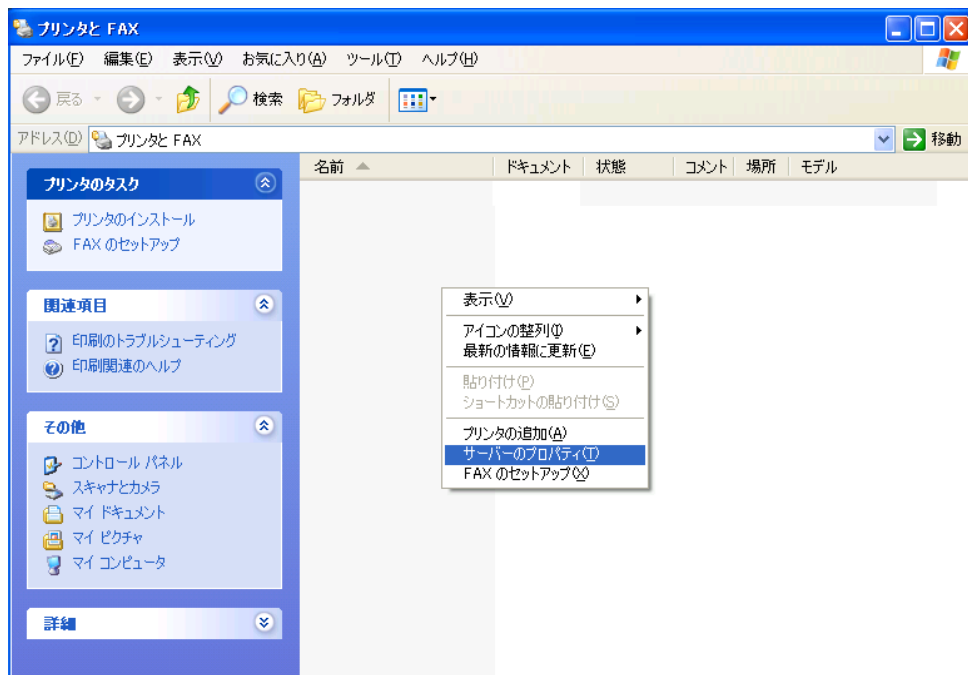 プリンタと FAX
ファイル(F) 編集(E) 表示(V) お気に入り(A) ツール(T) ヘルプ(H)
戻る 検索 フォルダ
アドレス(D) プリンタと FAX 移動
名前 ドキュメント 状態 コメント 場所 モデル
プリンタのタスク
プリンタのインストール
FAX のセットアップ
関連項目
印刷のトラブルシューティング
印刷関連のヘルプ
その他
コントロール パネル
スキャナとカメラ
マイ ドキュメント
マイ ピクチャ
マイ コンピュータ
詳細
表示(V)
アイコンの整列(I)
最新の情報に更新(E)
貼り付け(P)
ショートカットの貼り付け(S)
プリンタの追加(A)
サーバーのプロパティ(T)
FAX のセットアップ(X)